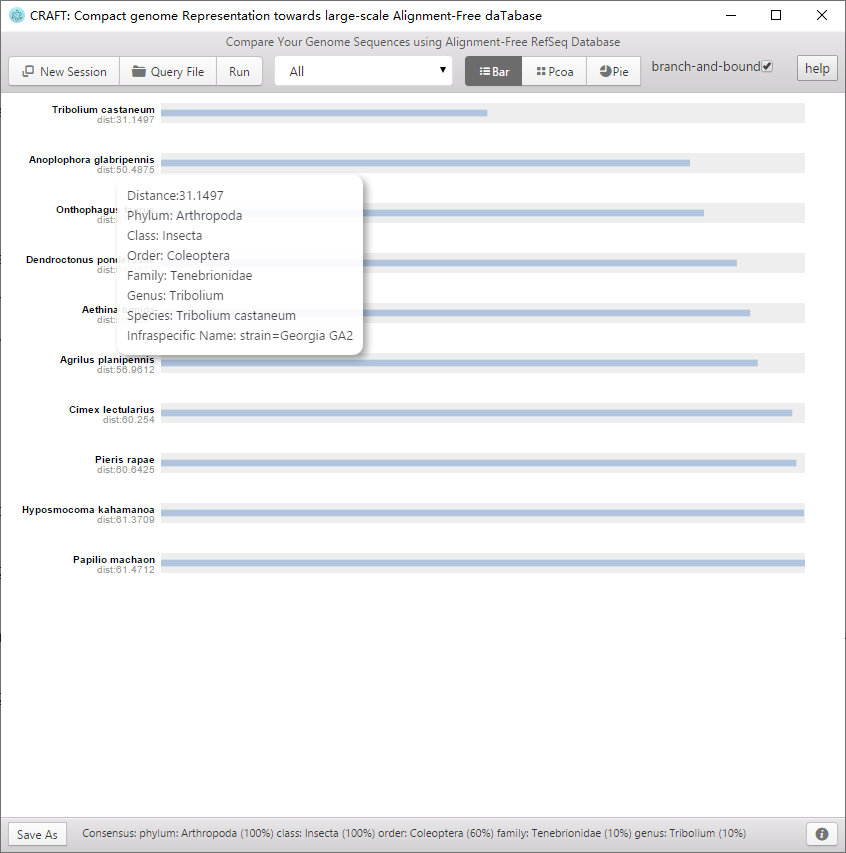 CRAFT: Compact genome Representation towards large-scale Alignment-Free daTabase
Compare Your Genome Sequences using Alignment-Free RefSeq Database
New Session Query File Run All Bar Pcoa Pie branch-and-bound help
Tribolium castaneum
dist:31.1497
Anoplophora glabripennis
dist:50.4875
Onthophagus
Dendroctonus
Aethina
Distance:31.1497
Phylum: Arthropoda
Class: Insecta
Order: Coleoptera
Family: Tenebrionidae
Genus: Tribolium
Species: Tribolium castaneum
Infraspecific Name: strain=Georgia GA2
Agrilus planipennis
dist:56.9612
Cimex lectularius
dist:60.254
Pieris rapae
dist:60.6425
Hyposmocoma kahamanoa
dist:61.3709
Papilio machaon
dist:61.4712
Save As Consensus: phylum: Arthropoda (100%) class: Insecta (100%) order: Coleoptera (60%) family: Tenebrionidae (10%) genus: Tribolium (10%)